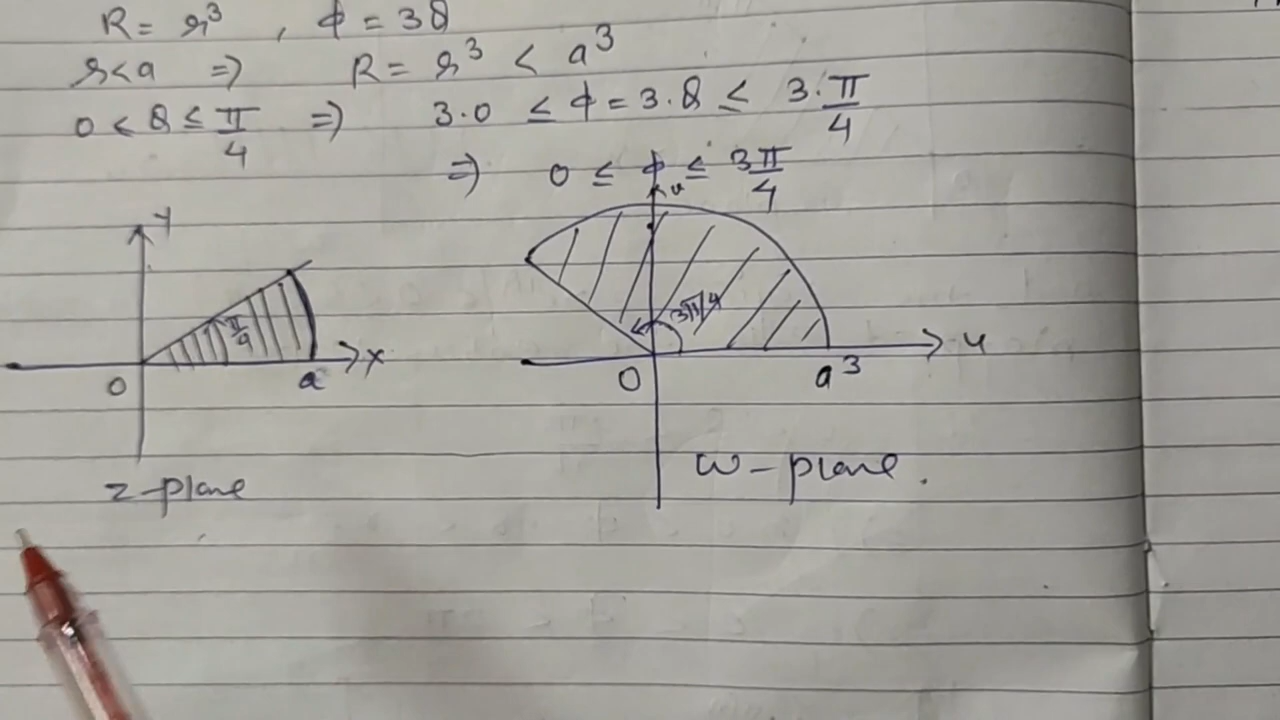 R = r³ , ϕ = 3θ
r < a ⇒ R = r³ < a³
0 < θ ≤ π/4 ⇒ 3.0 ≤ ϕ = 3.θ ≤ 3.π/4
⇒ 0 ≤ ϕ ≤ 3π/4
Y
v
π/4
3π/4
0 a X
0 a³ u
z-plane
w-plane.